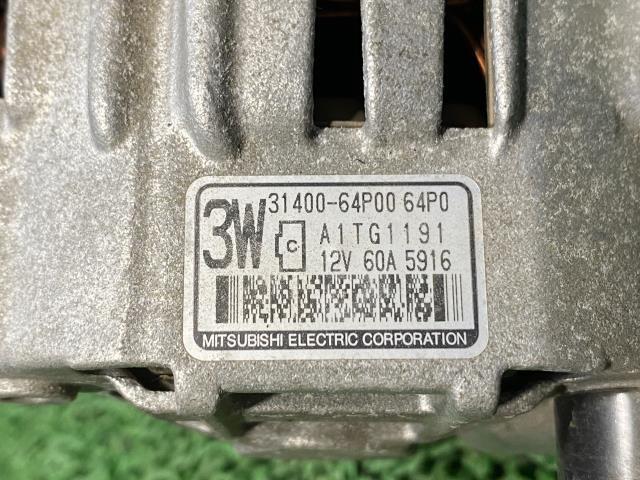 3W 31400-64P00 64P0
C A1TG1191
12V 60A 5916
MITSUBISHI ELECTRIC CORPORATION